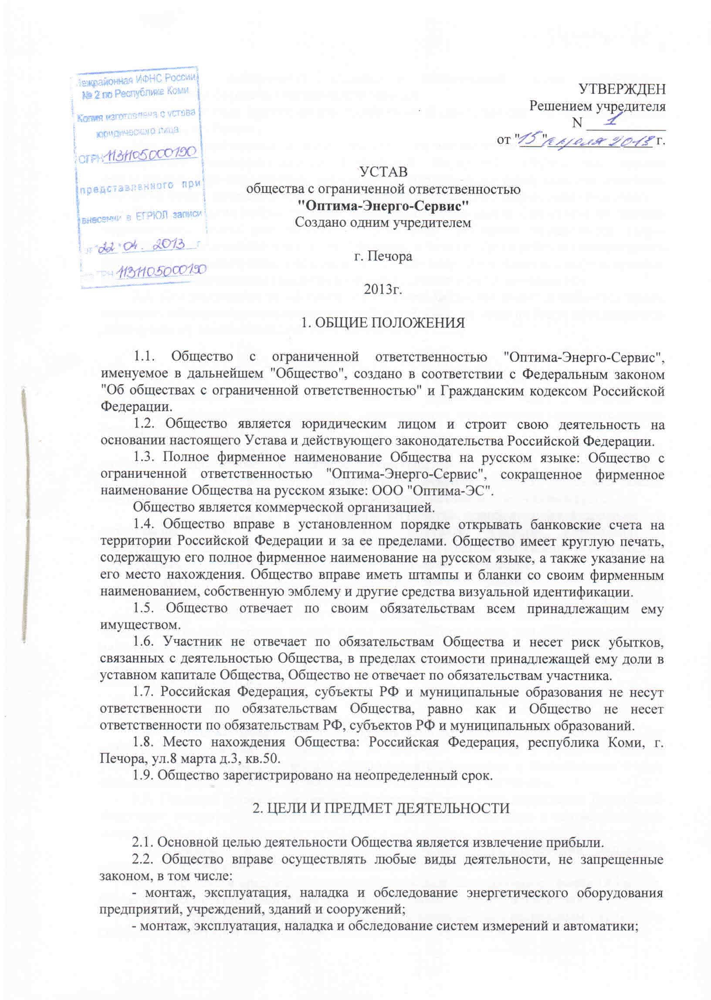 Межрайонная ИФНС России
№ 2 по Республике Коми
Копия изготовлена с устава
юридического лица
ОГРН 1131105000190
представленного при
внесении в ЕГРЮЛ записи
от "22" 04. 2013 г
ГРН 1131105000190
УТВЕРЖДЕН
Решением учредителя
N 1
от "15" апреля 2013 г.
УСТАВ
общества с ограниченной ответственностью
"Оптима-Энерго-Сервис"
Создано одним учредителем
г. Печора
2013г.
1. ОБЩИЕ ПОЛОЖЕНИЯ
1.1. Общество с ограниченной ответственностью "Оптима-Энерго-Сервис",
именуемое в дальнейшем "Общество", создано в соответствии с Федеральным законом
"Об обществах с ограниченной ответственностью" и Гражданским кодексом Российской
Федерации.
1.2. Общество является юридическим лицом и строит свою деятельность на
основании настоящего Устава и действующего законодательства Российской Федерации.
1.3. Полное фирменное наименование Общества на русском языке: Общество с
ограниченной ответственностью "Оптима-Энерго-Сервис", сокращенное фирменное
наименование Общества на русском языке: ООО "Оптима-ЭС".
Общество является коммерческой организацией.
1.4. Общество вправе в установленном порядке открывать банковские счета на
территории Российской Федерации и за ее пределами. Общество имеет круглую печать,
содержащую его полное фирменное наименование на русском языке, а также указание на
его место нахождения. Общество вправе иметь штампы и бланки со своим фирменным
наименованием, собственную эмблему и другие средства визуальной идентификации.
1.5. Общество отвечает по своим обязательствам всем принадлежащим ему
имуществом.
1.6. Участник не отвечает по обязательствам Общества и несет риск убытков,
связанных с деятельностью Общества, в пределах стоимости принадлежащей ему доли в
уставном капитале Общества, Общество не отвечает по обязательствам участника.
1.7. Российская Федерация, субъекты РФ и муниципальные образования не несут
ответственности по обязательствам Общества, равно как и Общество не несет
ответственности по обязательствам РФ, субъектов РФ и муниципальных образований.
1.8. Место нахождения Общества: Российская Федерация, республика Коми, г.
Печора, ул.8 марта д.3, кв.50.
1.9. Общество зарегистрировано на неопределенный срок.
2. ЦЕЛИ И ПРЕДМЕТ ДЕЯТЕЛЬНОСТИ
2.1. Основной целью деятельности Общества является извлечение прибыли.
2.2. Общество вправе осуществлять любые виды деятельности, не запрещенные
законом, в том числе:
- монтаж, эксплуатация, наладка и обследование энергетического оборудования
предприятий, учреждений, зданий и сооружений;
- монтаж, эксплуатация, наладка и обследование систем измерений и автоматики;